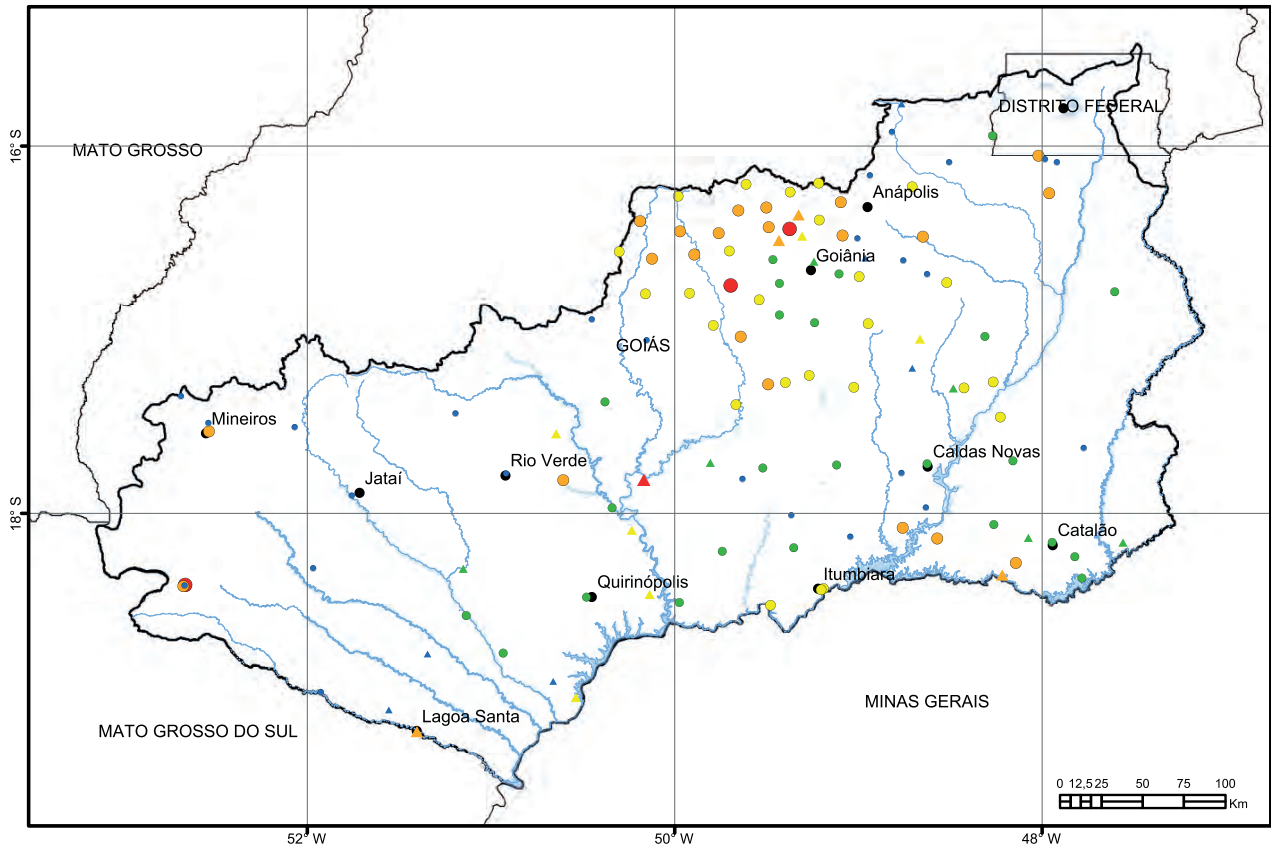 DISTRITO FEDERAL
16°S
MATO GROSSO
Anápolis
Goiânia
GOIÁS
Mineiros
Caldas Novas
Rio Verde
Jataí
18°S
Catalão
Itumbiara
Quirinópolis
MINAS GERAIS
Lagoa Santa
MATO GROSSO DO SUL
0 12,5 25 50 75 100
Km
52° W
50° W
48° W